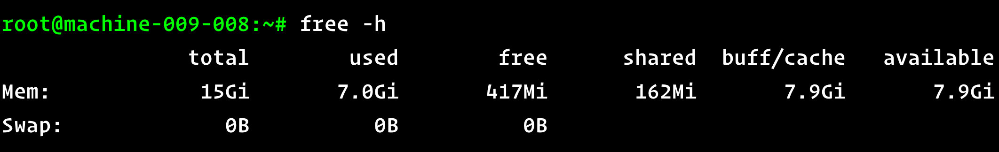 root@machine-009-008:~# free -h
total used free shared buff/cache available
Mem: 15Gi 7.0Gi 417Mi 162Mi 7.9Gi 7.9Gi
Swap: 0B 0B 0B